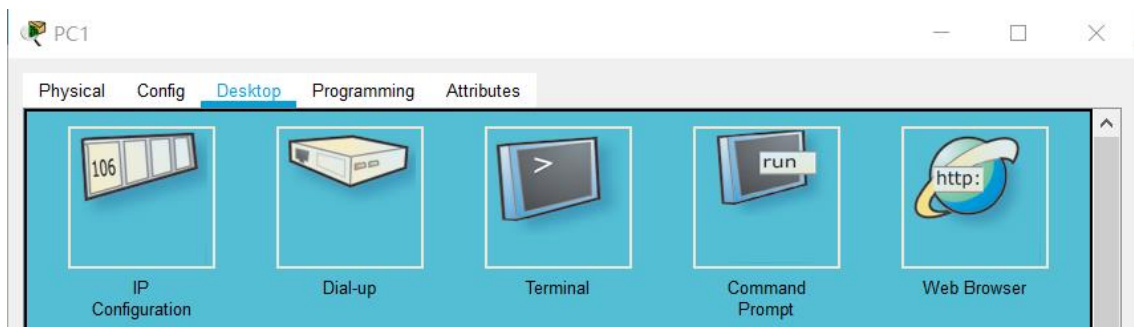 PC1
Physical Config Desktop Programming Attributes
106
>
run
http:
IP
Configuration
Dial-up
Terminal
Command
Prompt
Web Browser